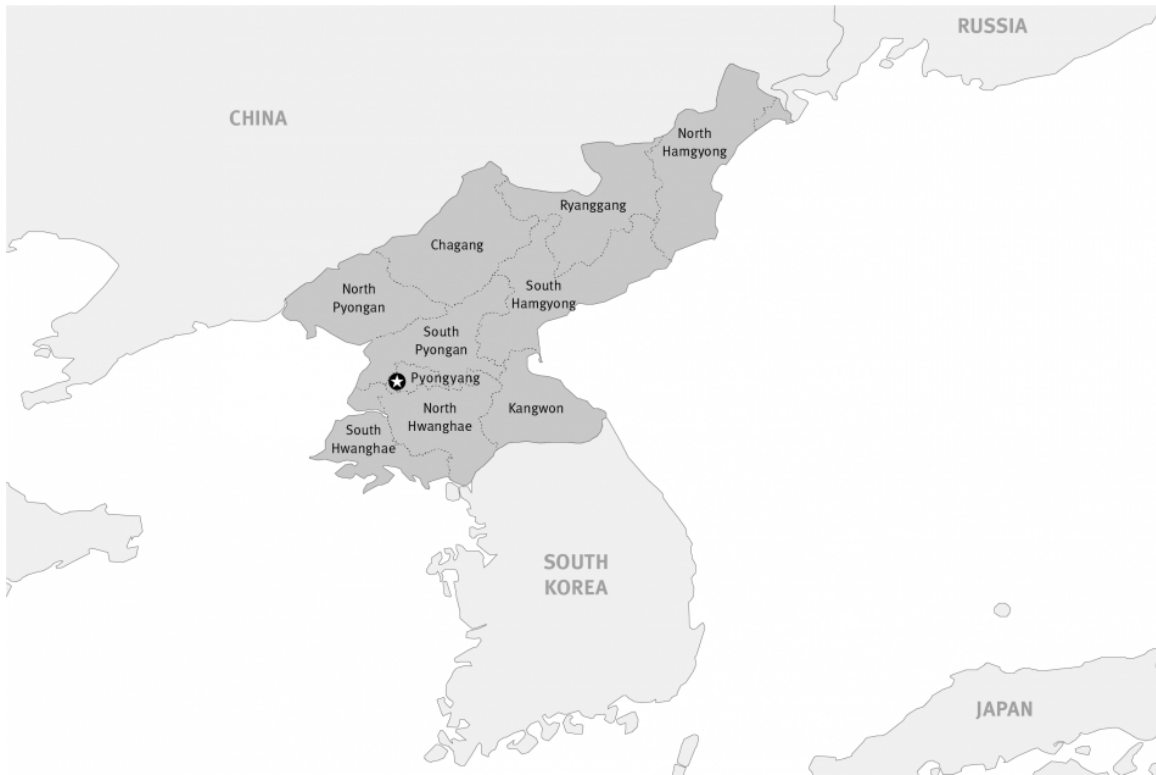 RUSSIA
CHINA
North
Hamgyong
Ryanggang
Chagang
South
Hamgyong
North
Pyongan
South
Pyongan
Pyongyang
North
Hwanghae
Kangwon
South
Hwanghae
SOUTH
KOREA
JAPAN